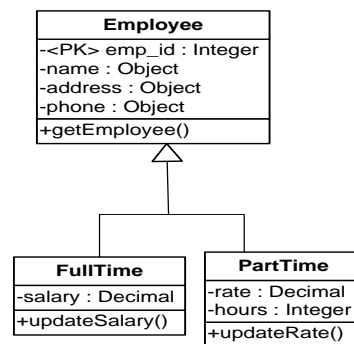 Employee
-<PK> emp_id : Integer
-name : Object
-address : Object
-phone : Object
+getEmployee()
FullTime
-salary : Decimal
+updateSalary()
PartTime
-rate : Decimal
-hours : Integer
+updateRate()